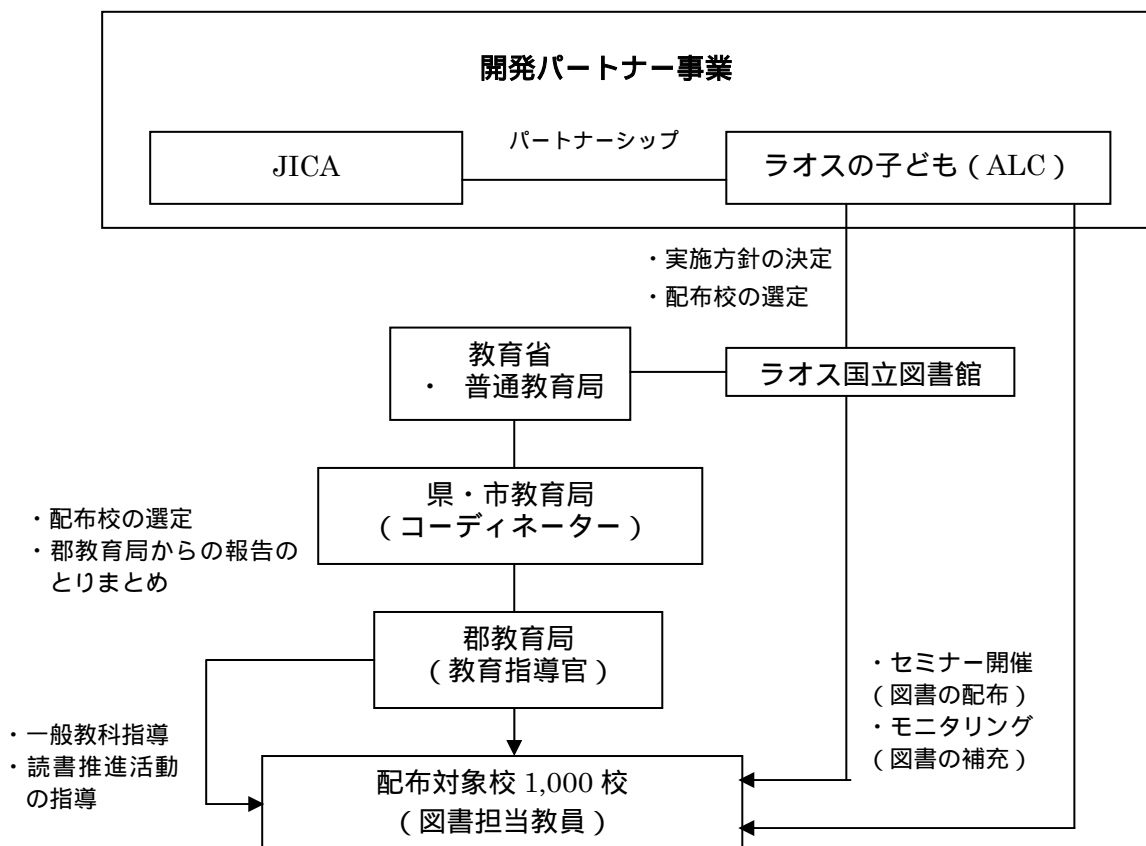 開発パートナー事業
パートナーシップ
JICA
ラオスの子ども（ALC）
・実施方針の決定
・配布校の選定
教育省
・ 普通教育局
ラオス国立図書館
県・市教育局
（コーディネーター）
・配布校の選定
・郡教育局からの報告の
とりまとめ
郡教育局
（教育指導官）
・セミナー開催
（図書の配布）
・モニタリング
（図書の補充）
・一般教科指導
・読書推進活動
の指導
配布対象校 1,000 校
（図書担当教員）